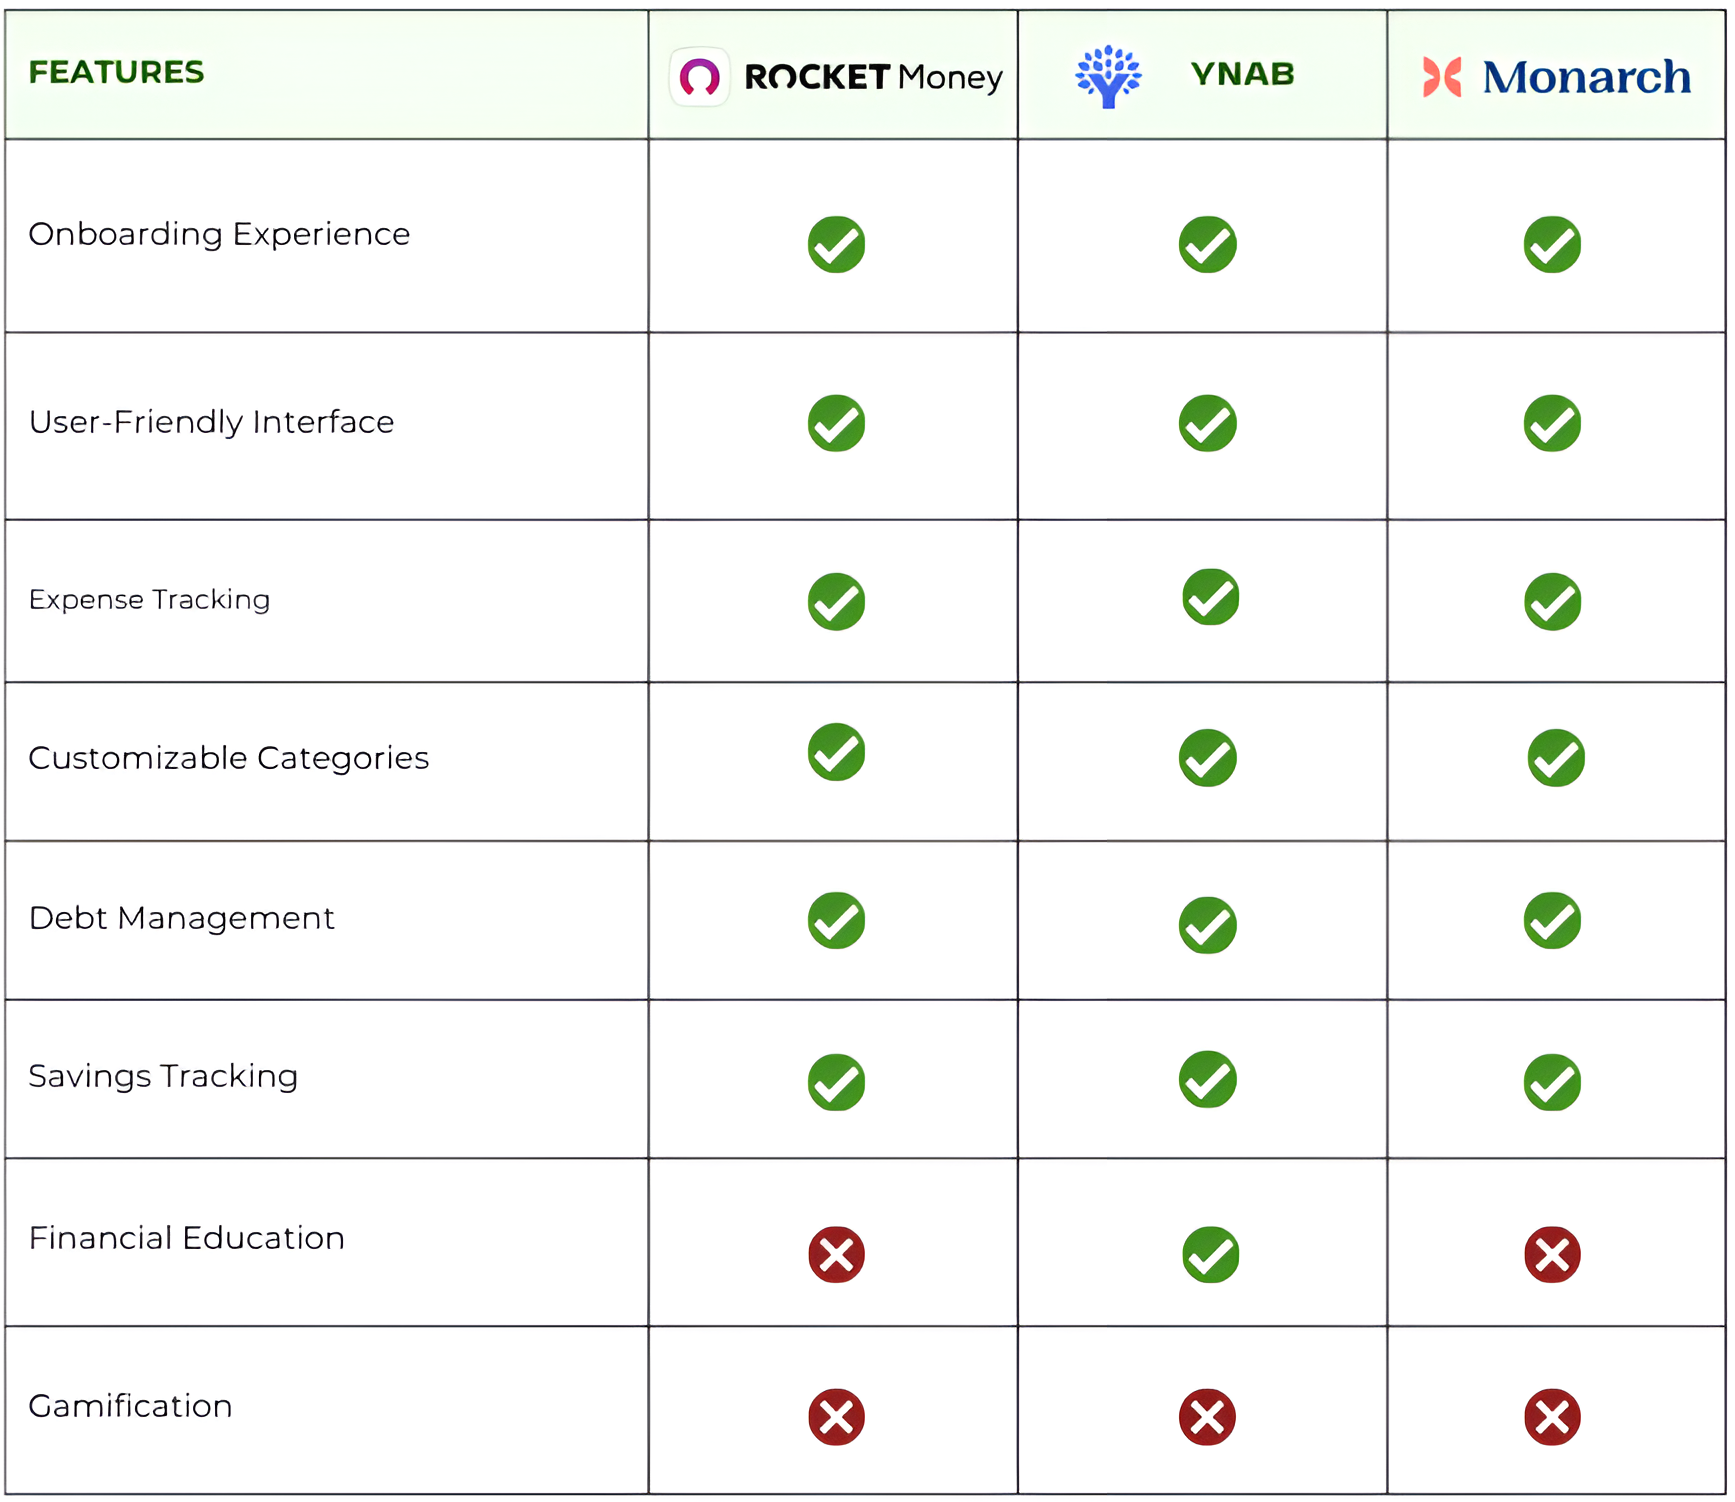 FEATURES ROCKET Money YNAB Monarch
Onboarding Experience
User-Friendly Interface
Expense Tracking
Customizable Categories
Debt Management
Savings Tracking
Financial Education
Gamification